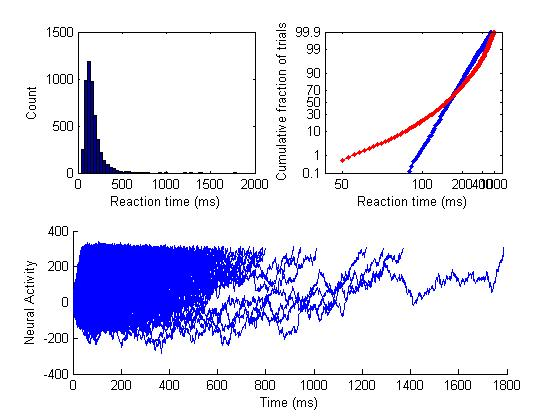 1500
1000
500
0
Count
0 500 1000 1500 2000
Reaction time (ms)
99.9
99
90
70
50
30
10
1
0.1
Cumulative fraction of trials
50 100 200
Reaction time (ms)
400
200
0
-200
-400
Neural Activity
0 200 400 600 800 1000 1200 1400 1600 1800
Time (ms)